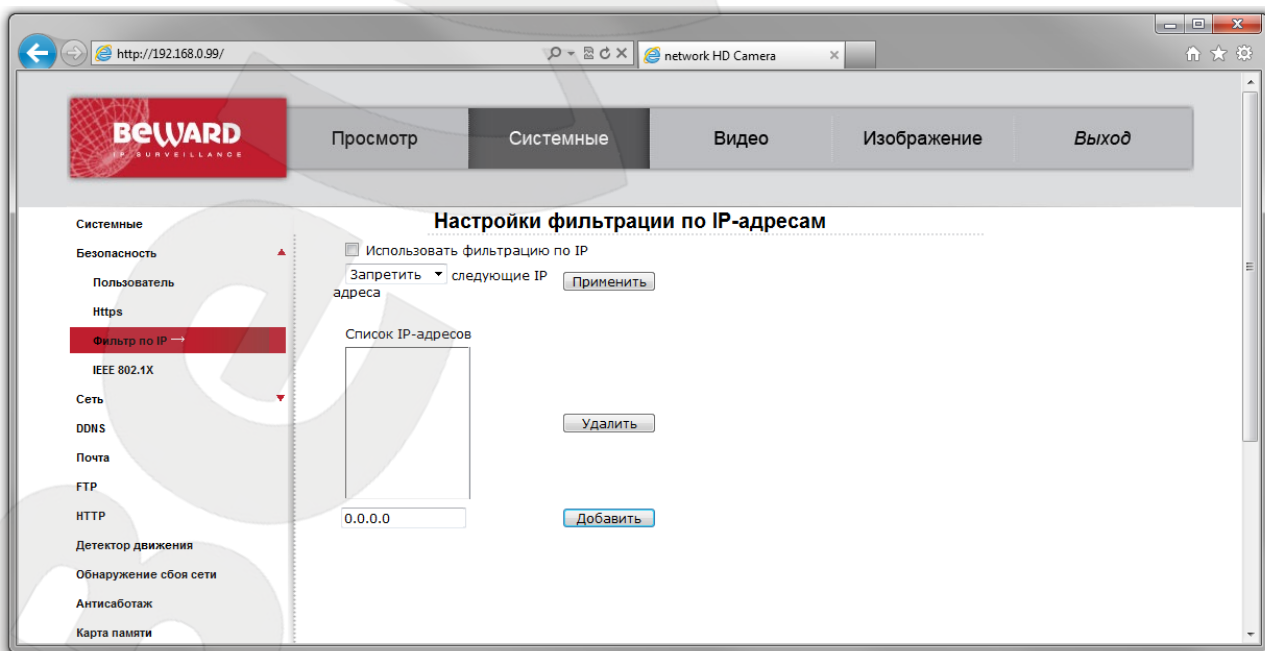 http://192.168.0.99/
network HD Camera
BEWARD
IP SURVEILLANCE
Просмотр
Системные
Видео
Изображение
Выход
Системные
Безопасность
Пользователь
Https
Фильтр по IP →
IEEE 802.1X
Сеть
DDNS
Почта
FTP
HTTP
Детектор движения
Обнаружение сбоя сети
Антисаботаж
Карта памяти
Настройки фильтрации по IP-адресам
Использовать фильтрацию по IP
Запретить следующие IP
адреса
Применить
Список IP-адресов
Удалить
0.0.0.0
Добавить